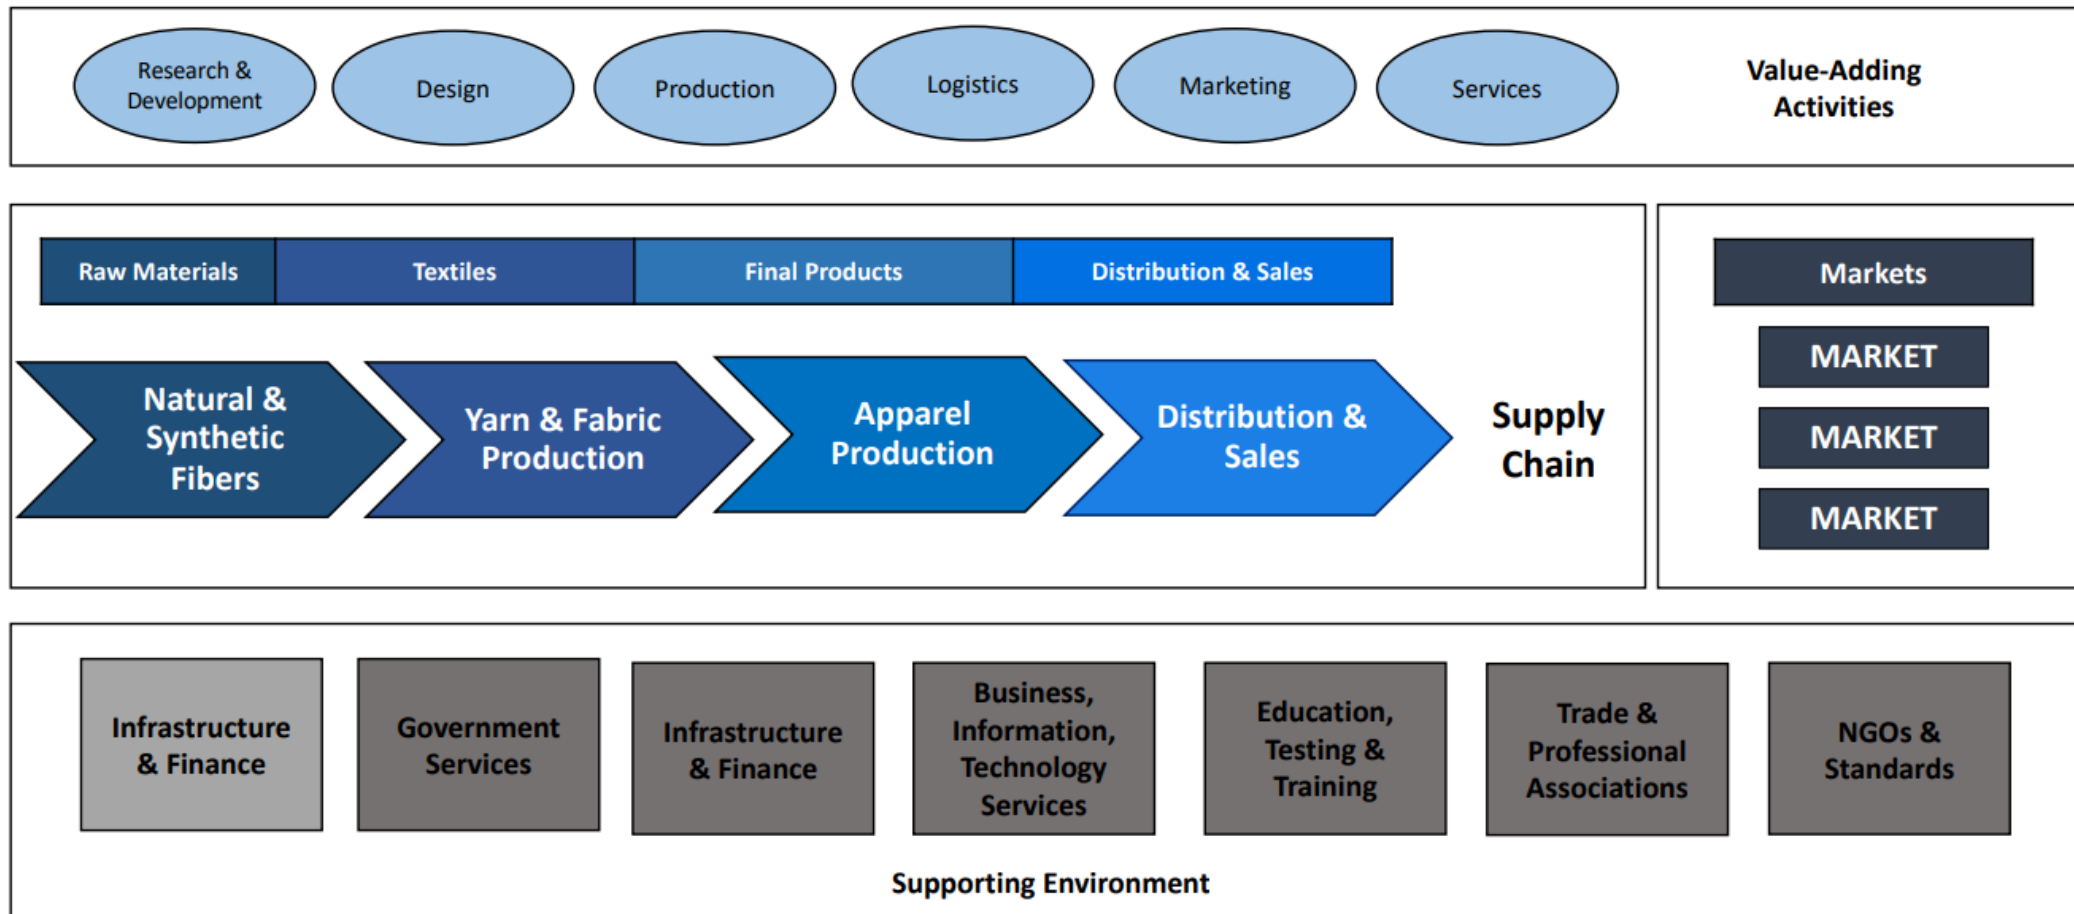 Research &
Development
Design
Production
Logistics
Marketing
Services
Value-Adding
Activities
Raw Materials
Textiles
Final Products
Distribution & Sales
Natural &
Synthetic
Fibers
Yarn & Fabric
Production
Apparel
Production
Distribution &
Sales
Supply
Chain
Markets
MARKET
MARKET
MARKET
Infrastructure
& Finance
Government
Services
Infrastructure
& Finance
Business,
Information,
Technology
Services
Education,
Testing &
Training
Trade &
Professional
Associations
NGOs &
Standards
Supporting Environment